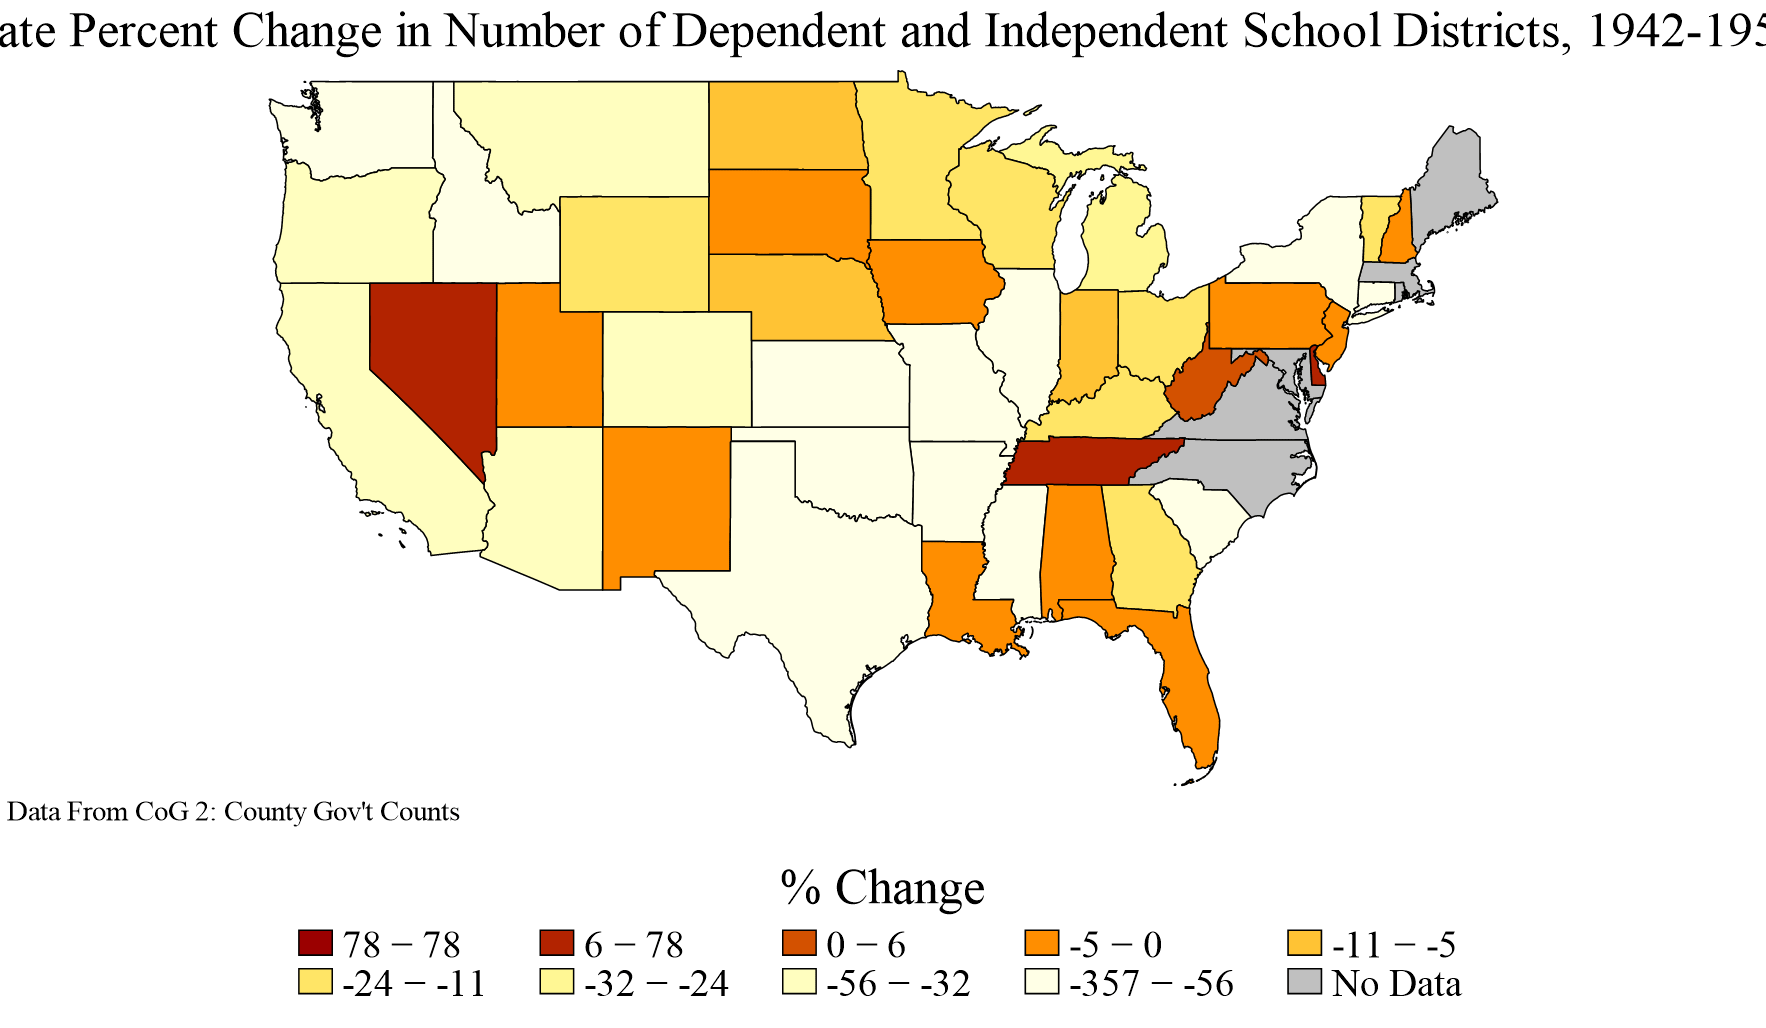 ate Percent Change in Number of Dependent and Independent School Districts, 1942-195
Data From CoG 2: County Gov't Counts
% Change
78 – 78 6 – 78 0 – 6 -5 – 0 -11 – -5
-24 – -11 -32 – -24 -56 – -32 -357 – -56 No Data